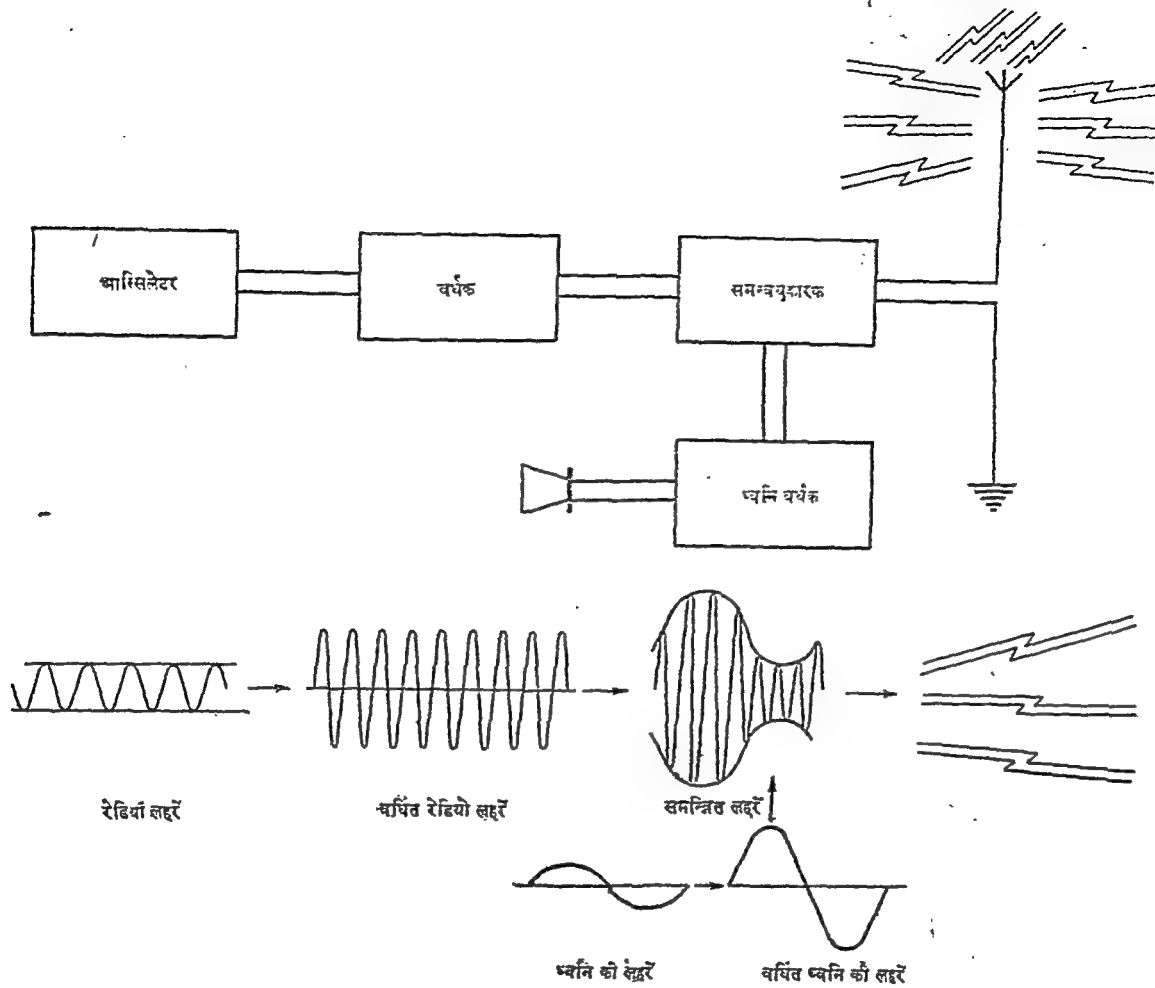 आसिलेटर
वर्धक
समन्वयकारक
ध्वनि वर्धक
रेडियो लहरें
वर्धित रेडियो लहरें
समन्वित लहरें
ध्वनि की लहरें
वर्धित ध्वनि की लहरें